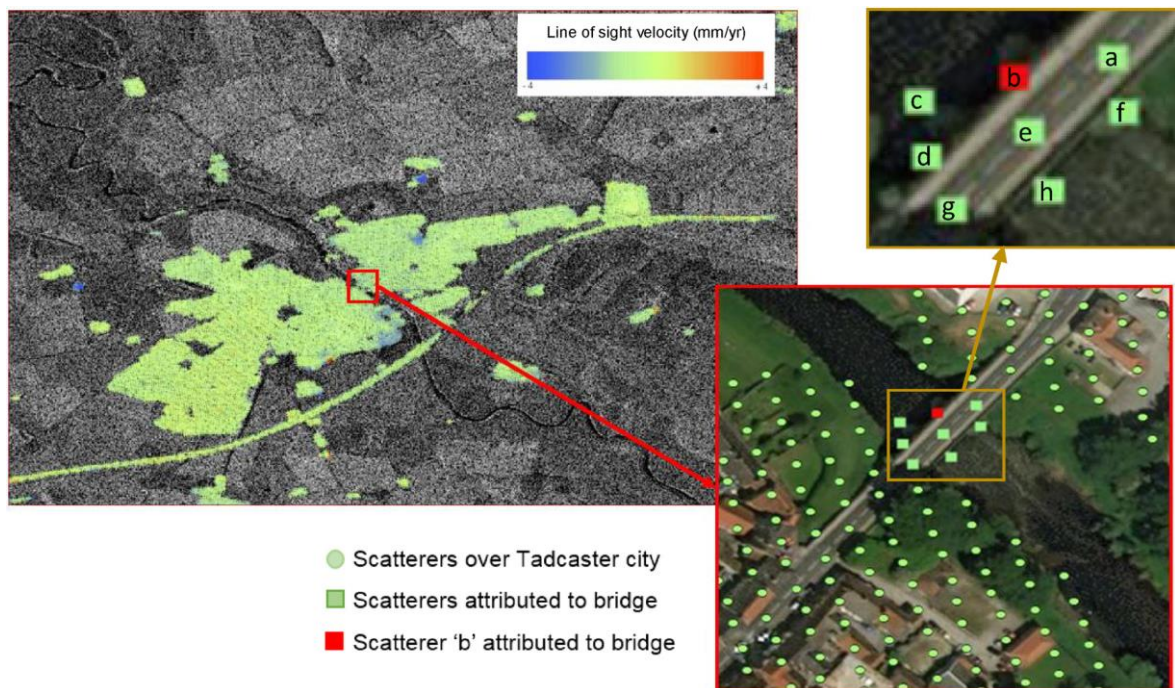 Line of sight velocity (mm/yr)
-4
+4
a
b
c
f
e
d
h
g
Scatterers over Tadcaster city
Scatterers attributed to bridge
Scatterer ‘b’ attributed to bridge